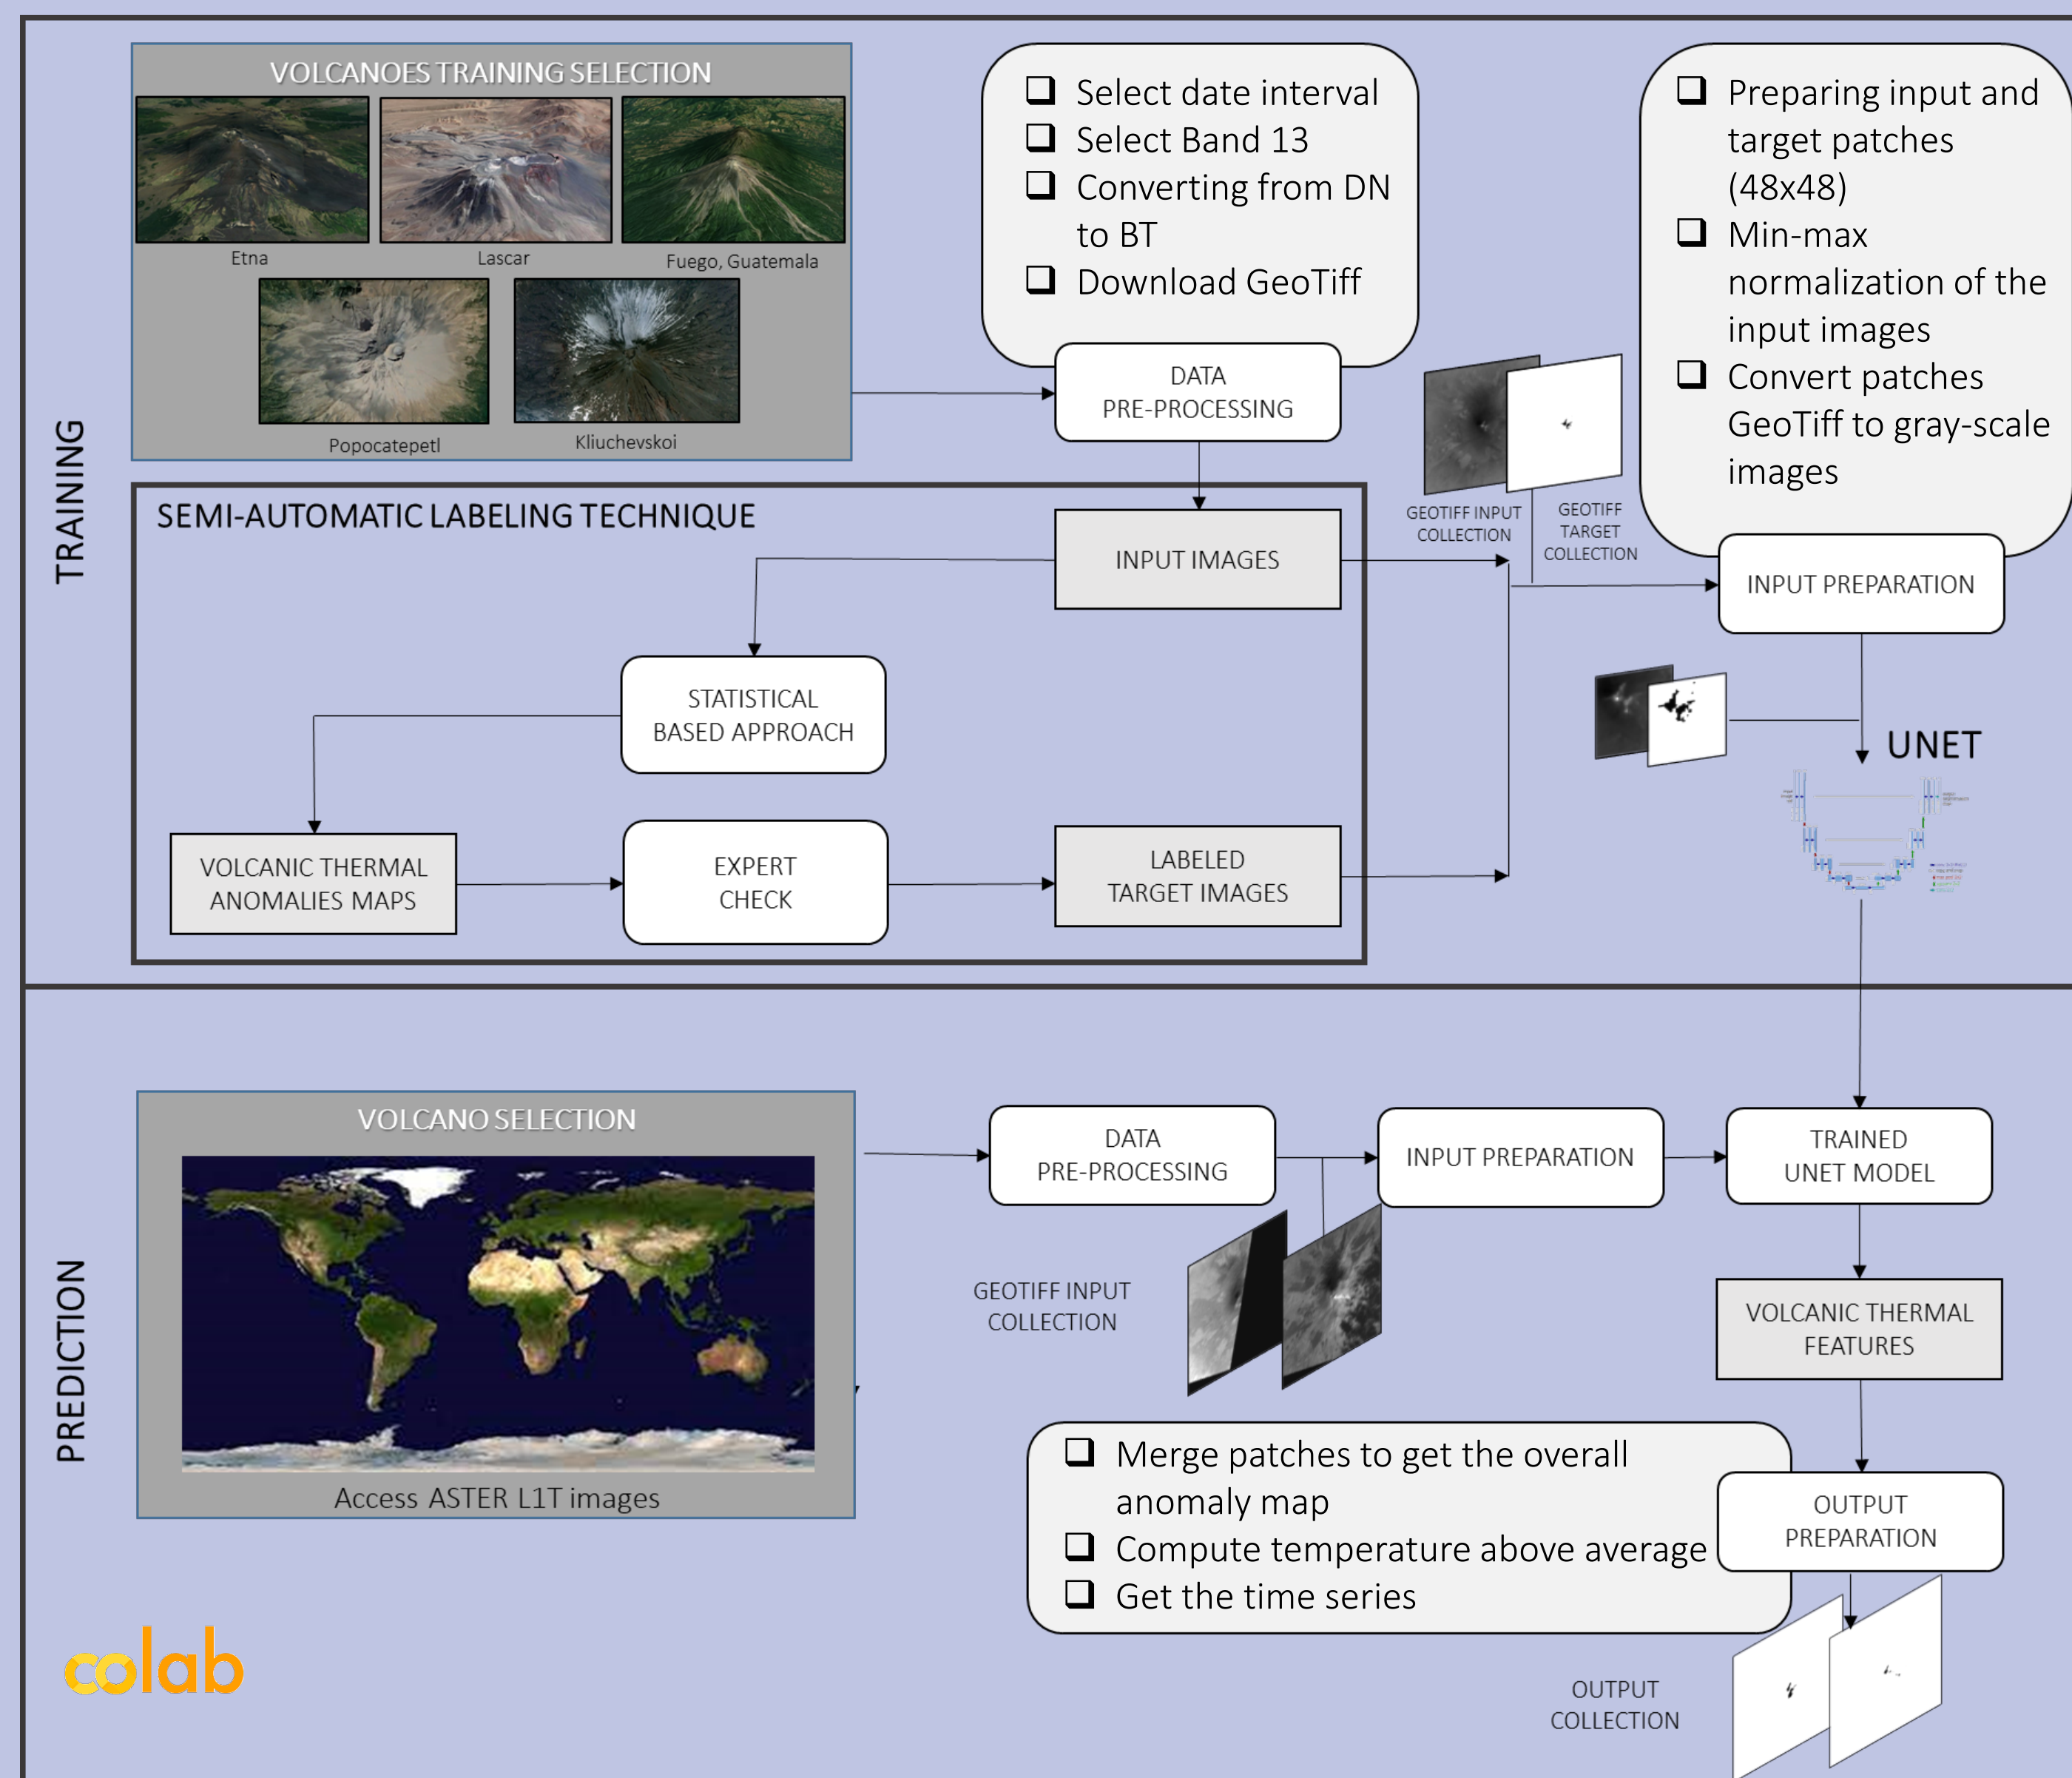 TRAINING
VOLCANOES TRAINING SELECTION
Etna
Lascar
Fuego, Guatemala
Popocatepetl
Kliuchevskoi
Select date interval
Select Band 13
Converting from DN
to BT
Download GeoTiff
DATA
PRE-PROCESSING
Preparing input and
target patches
(48x48)
Min-max
normalization of the
input images
Convert patches
GeoTiff to gray-scale
images
INPUT PREPARATION
GEOTIFF INPUT
COLLECTION
GEOTIFF
TARGET
COLLECTION
SEMI-AUTOMATIC LABELING TECHNIQUE
INPUT IMAGES
STATISTICAL
BASED APPROACH
VOLCANIC THERMAL
ANOMALIES MAPS
EXPERT
CHECK
LABELED
TARGET IMAGES
UNET
PREDICTION
VOLCANO SELECTION
Access ASTER L1T images
DATA
PRE-PROCESSING
INPUT PREPARATION
TRAINED
UNET MODEL
GEOTIFF INPUT
COLLECTION
VOLCANIC THERMAL
FEATURES
Merge patches to get the overall
anomaly map
Compute temperature above average
Get the time series
OUTPUT
PREPARATION
OUTPUT
COLLECTION
colab